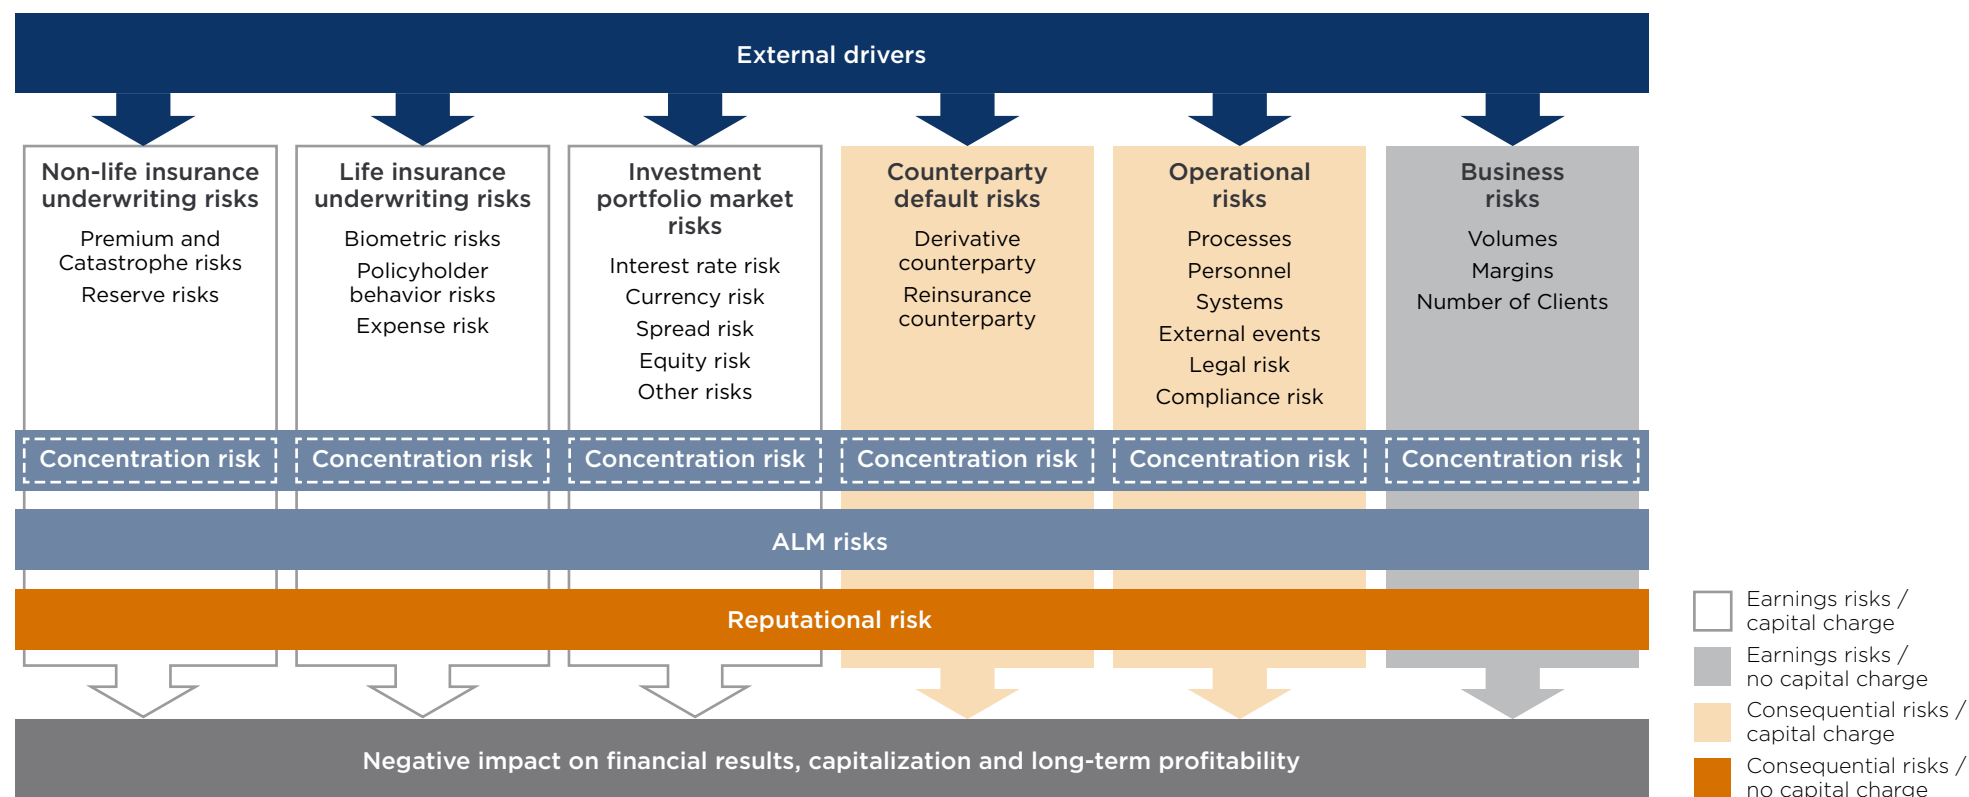 External drivers
Non-life insurance
underwriting risks
Premium and
Catastrophe risks
Reserve risks
Life insurance
underwriting risks
Biometric risks
Policyholder
behavior risks
Expense risk
Investment
portfolio market
risks
Interest rate risk
Currency risk
Spread risk
Equity risk
Other risks
Counterparty
default risks
Derivative
counterparty
Reinsurance
counterparty
Operational
risks
Processes
Personnel
Systems
External events
Legal risk
Compliance risk
Business
risks
Volumes
Margins
Number of Clients
Concentration risk
Concentration risk
Concentration risk
Concentration risk
Concentration risk
Concentration risk
ALM risks
Reputational risk
Negative impact on financial results, capitalization and long-term profitability
Earnings risks /
capital charge
Earnings risks /
no capital charge
Consequential risks /
capital charge
Consequential risks /
no capital charge